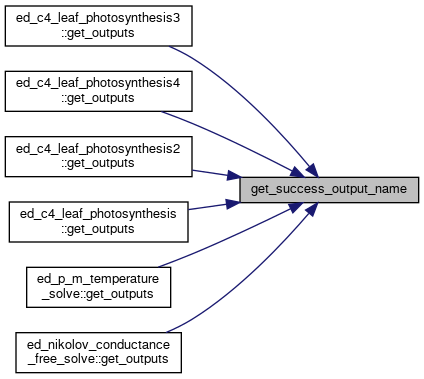 ed_c4_leaf_photosynthesis3
::get_outputs
ed_c4_leaf_photosynthesis4
::get_outputs
ed_c4_leaf_photosynthesis2
::get_outputs
get_success_output_name
ed_c4_leaf_photosynthesis
::get_outputs
ed_p_m_temperature
_solve::get_outputs
ed_nikolov_conductance
_free_solve::get_outputs